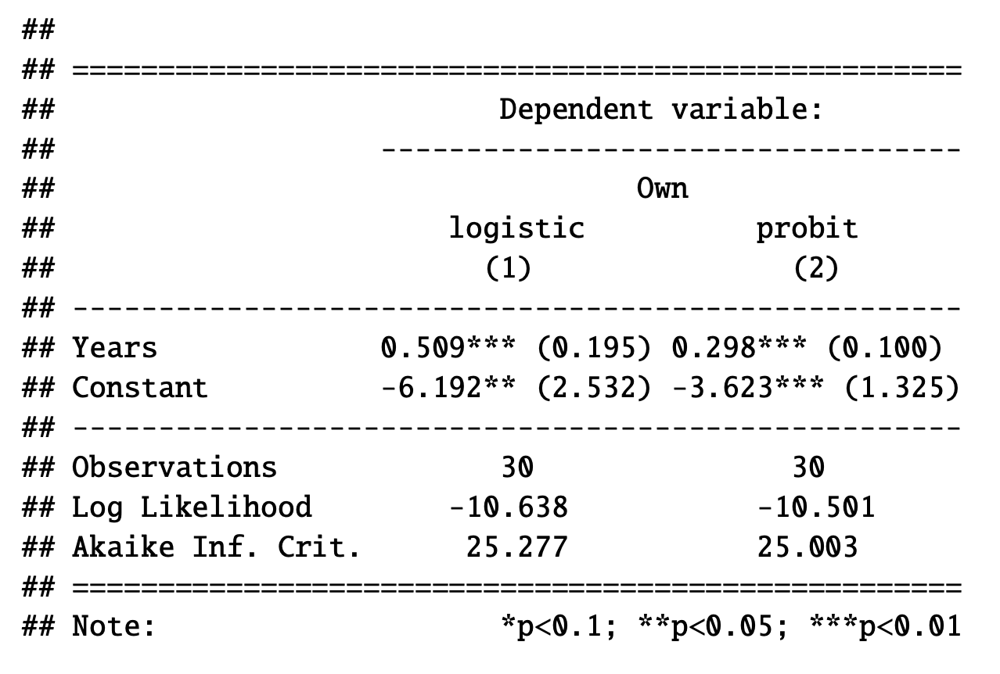 ##
## ====================================================
##                          Dependent variable:
##                   ----------------------------------
##                                  Own
##                       logistic          probit
##                         (1)               (2)
## ----------------------------------------------------
## Years             0.509*** (0.195) 0.298*** (0.100)
## Constant          -6.192** (2.532) -3.623*** (1.325)
## ----------------------------------------------------
## Observations             30               30
## Log Likelihood        -10.638           -10.501
## Akaike Inf. Crit.      25.277           25.003
## ====================================================
## Note:                    *p<0.1; **p<0.05; ***p<0.01